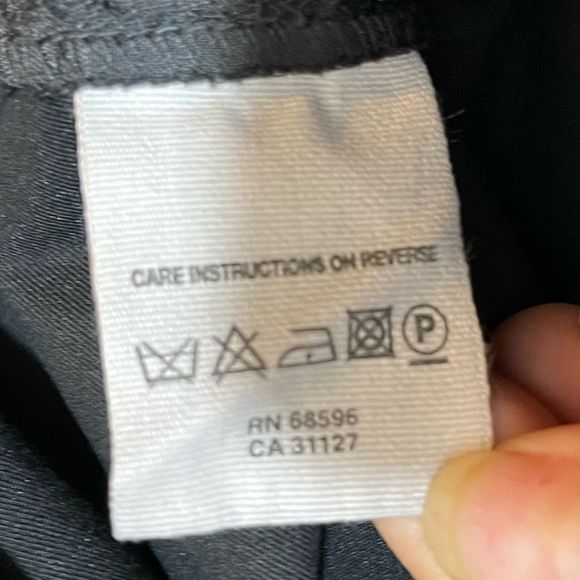 CARE INSTRUCTIONS ON REVERSE
P
RN 68596
CA 31127